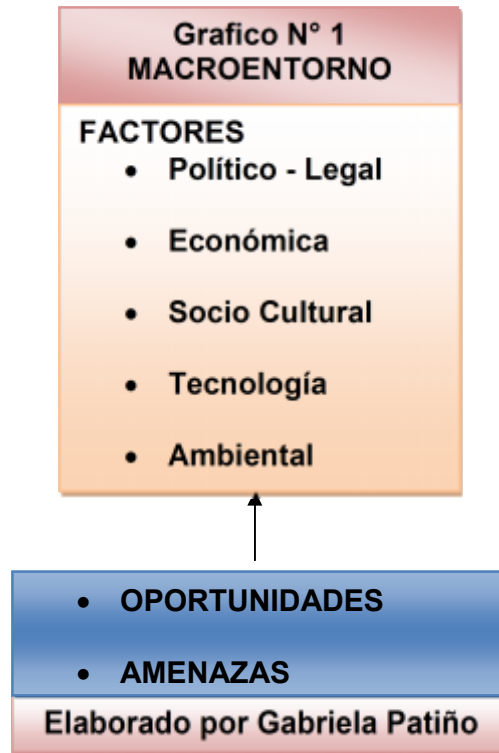 Grafico N° 1
MACROENTORNO
FACTORES
• Político - Legal
• Económica
• Socio Cultural
• Tecnología
• Ambiental
• OPORTUNIDADES
• AMENAZAS
Elaborado por Gabriela Patiño